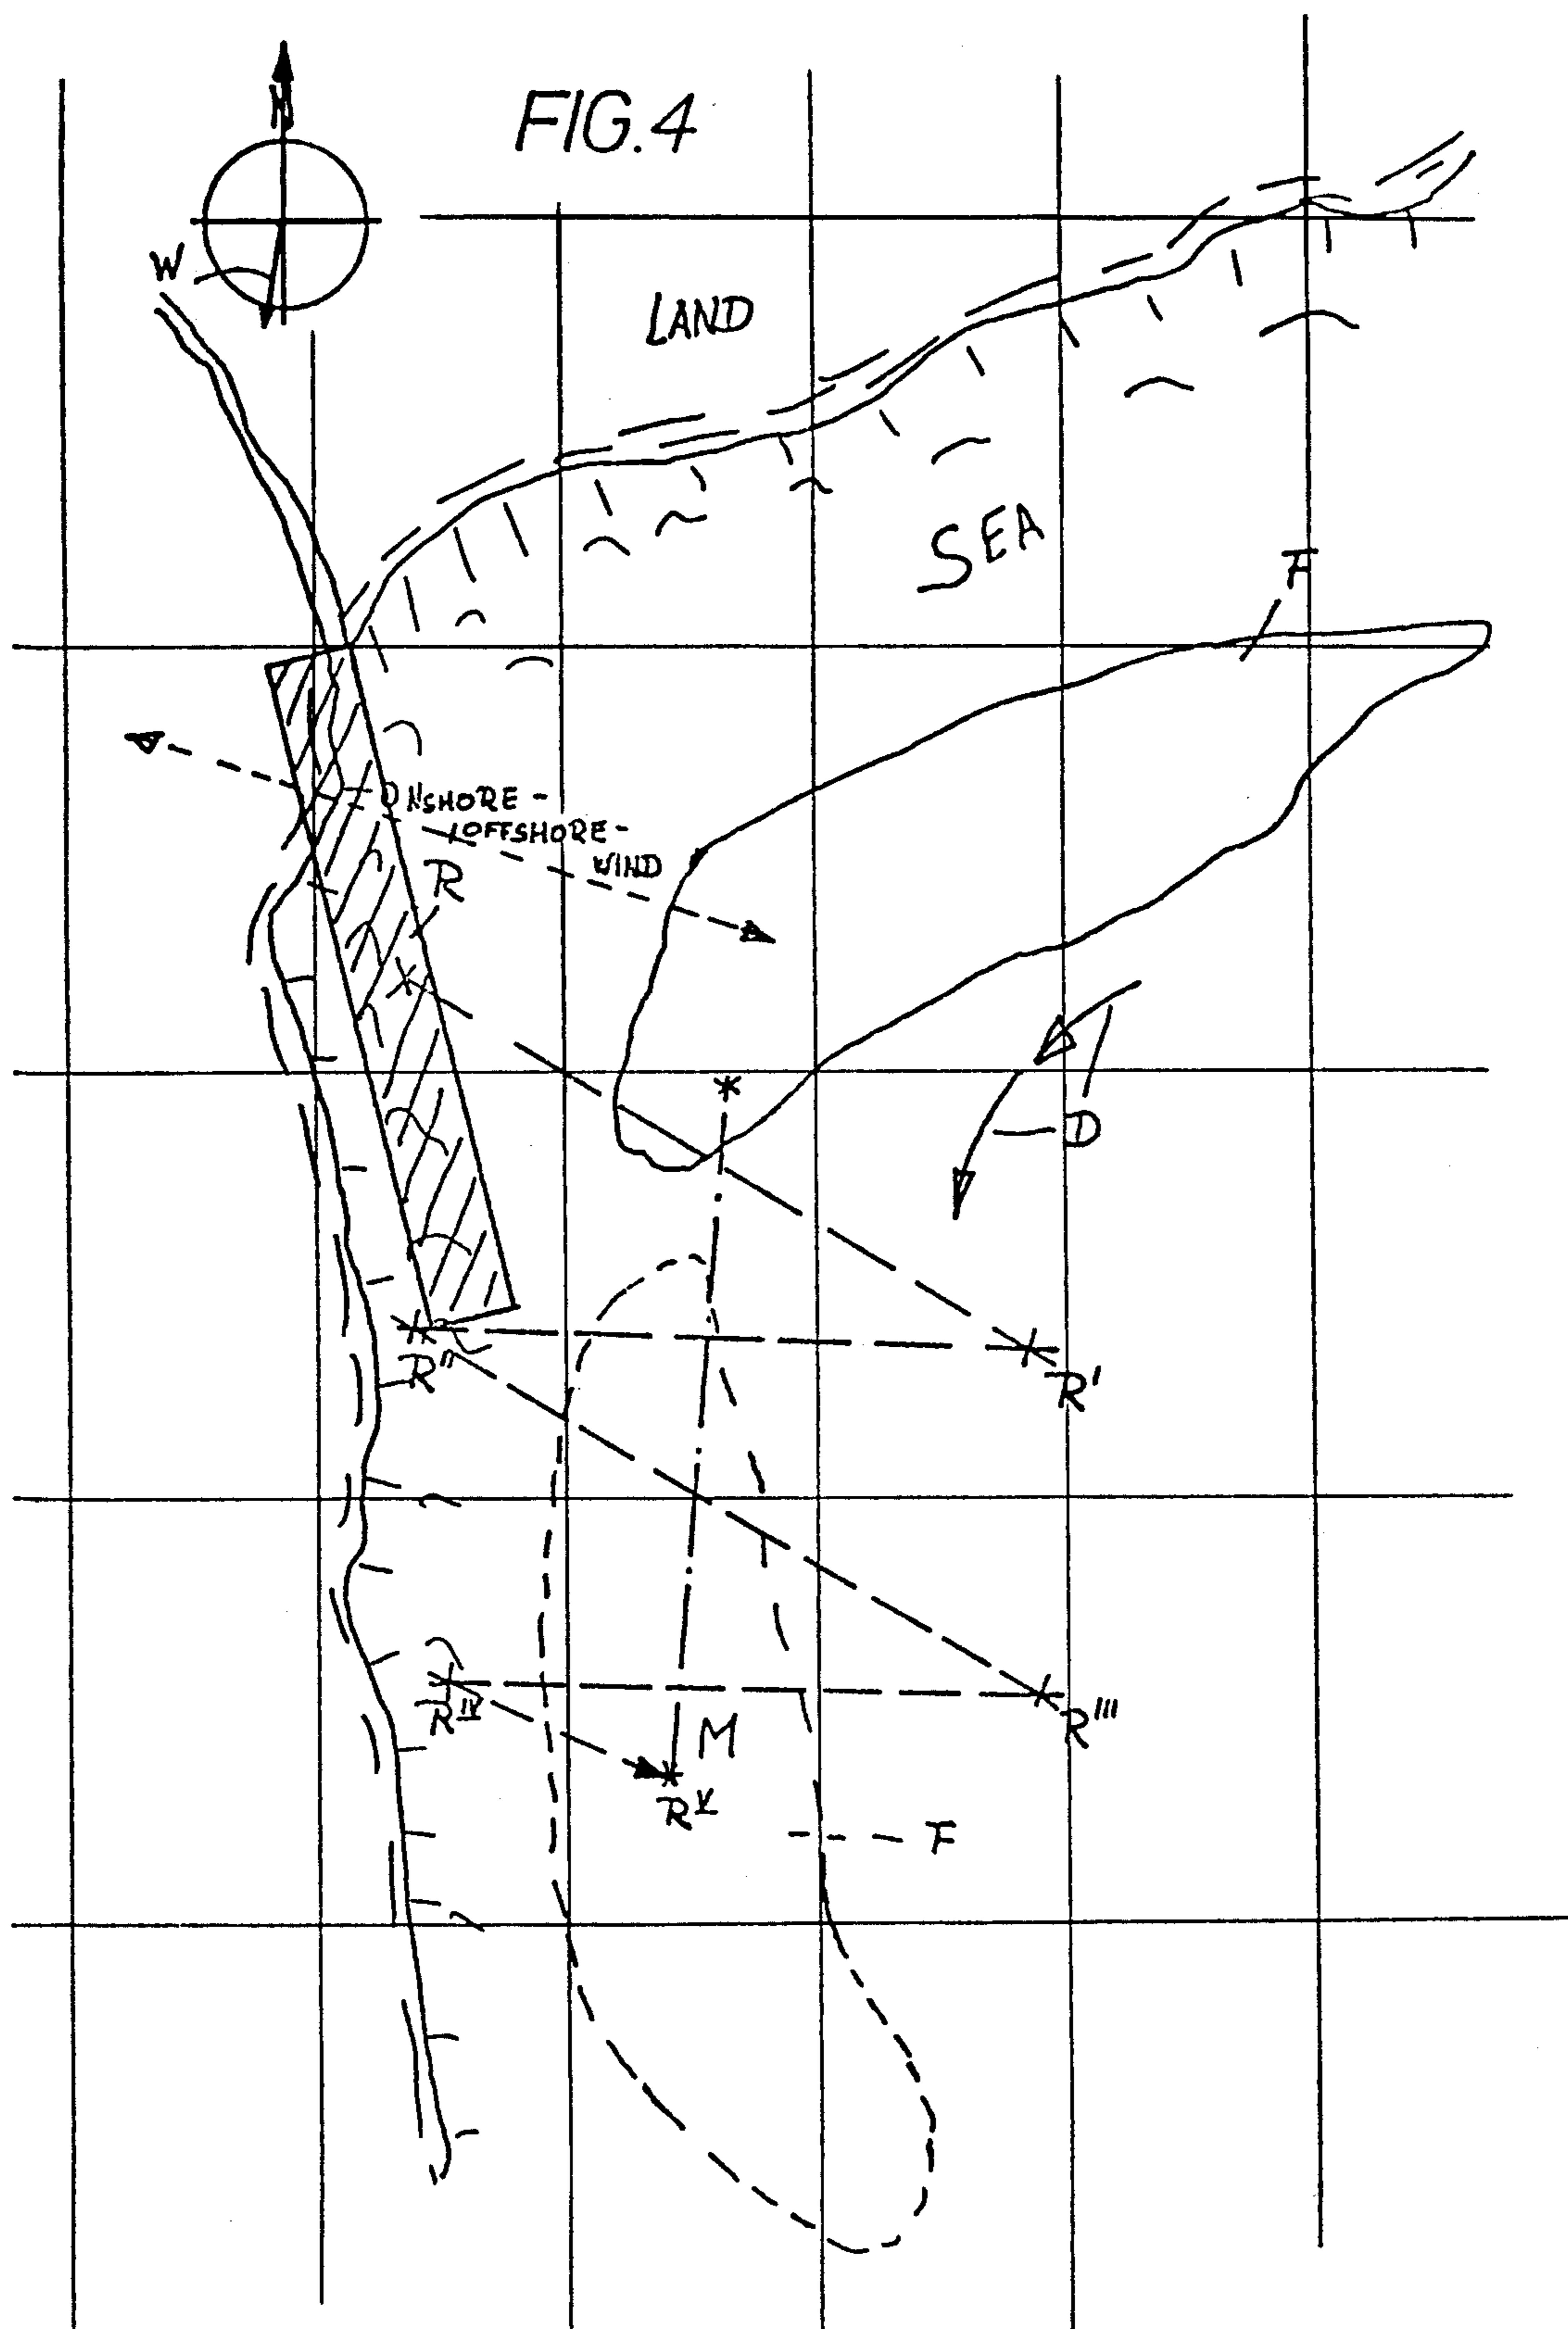 N
FIG. 4
W
LAND
SEA
F
ONSHORE -
OFFSHORE -
WIND
R
D
R"
R'
R'''
R^IV
M
R^V
F